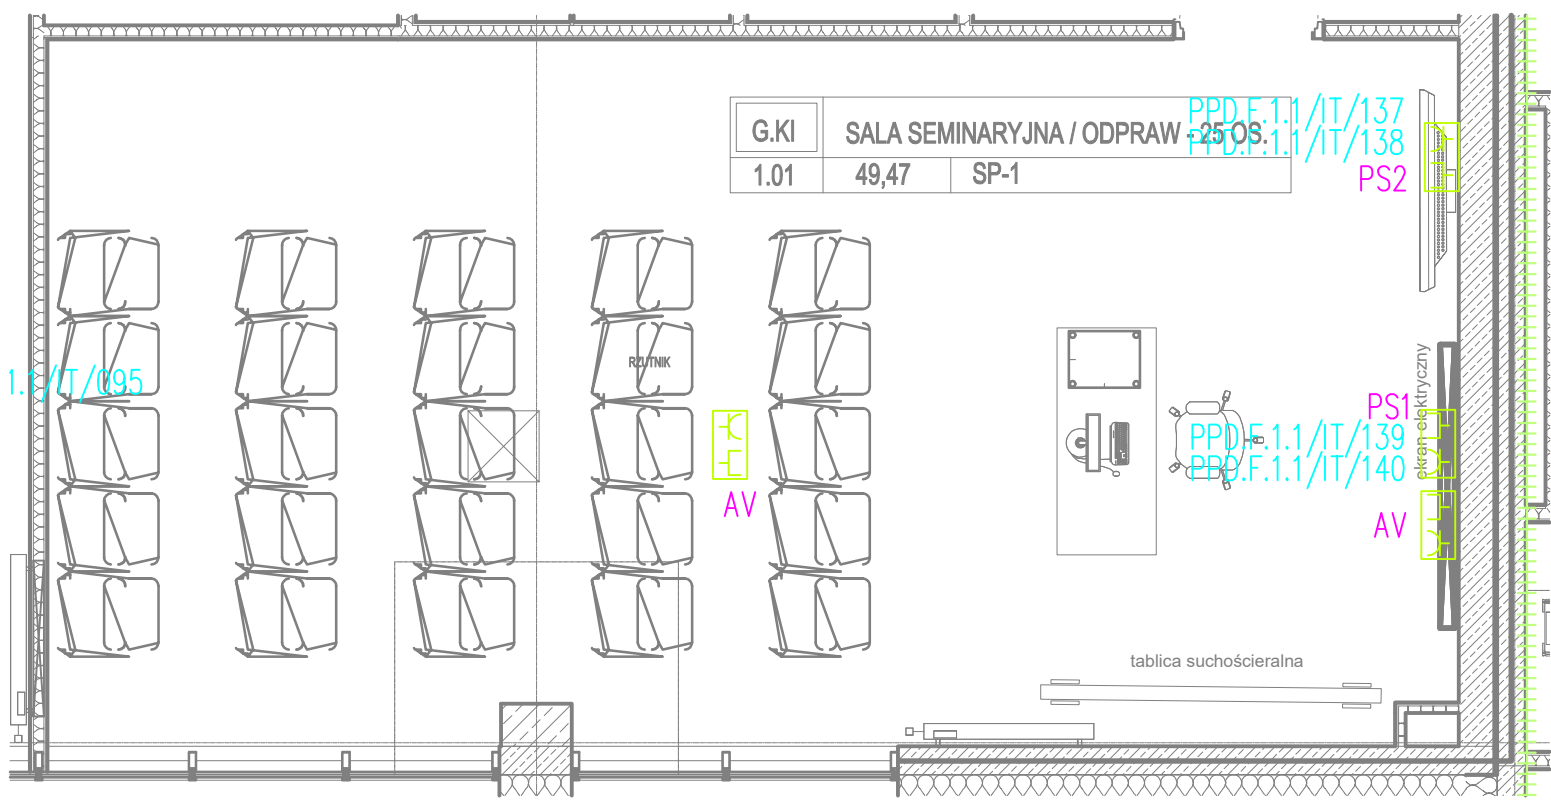 PPD.F.1.1/IT/137
G.KI SALA SEMINARYJNA / ODPRAW - 25 OS.
PPD.F.1.1/IT/138
1.01 49,47 SP-1
PS2
RZUTNIK
1.1/IT/095
ekran elektryczny
PS1
PPD.F.1.1/IT/139
PPD.F.1.1/IT/140
AV
AV
tablica suchościeralna